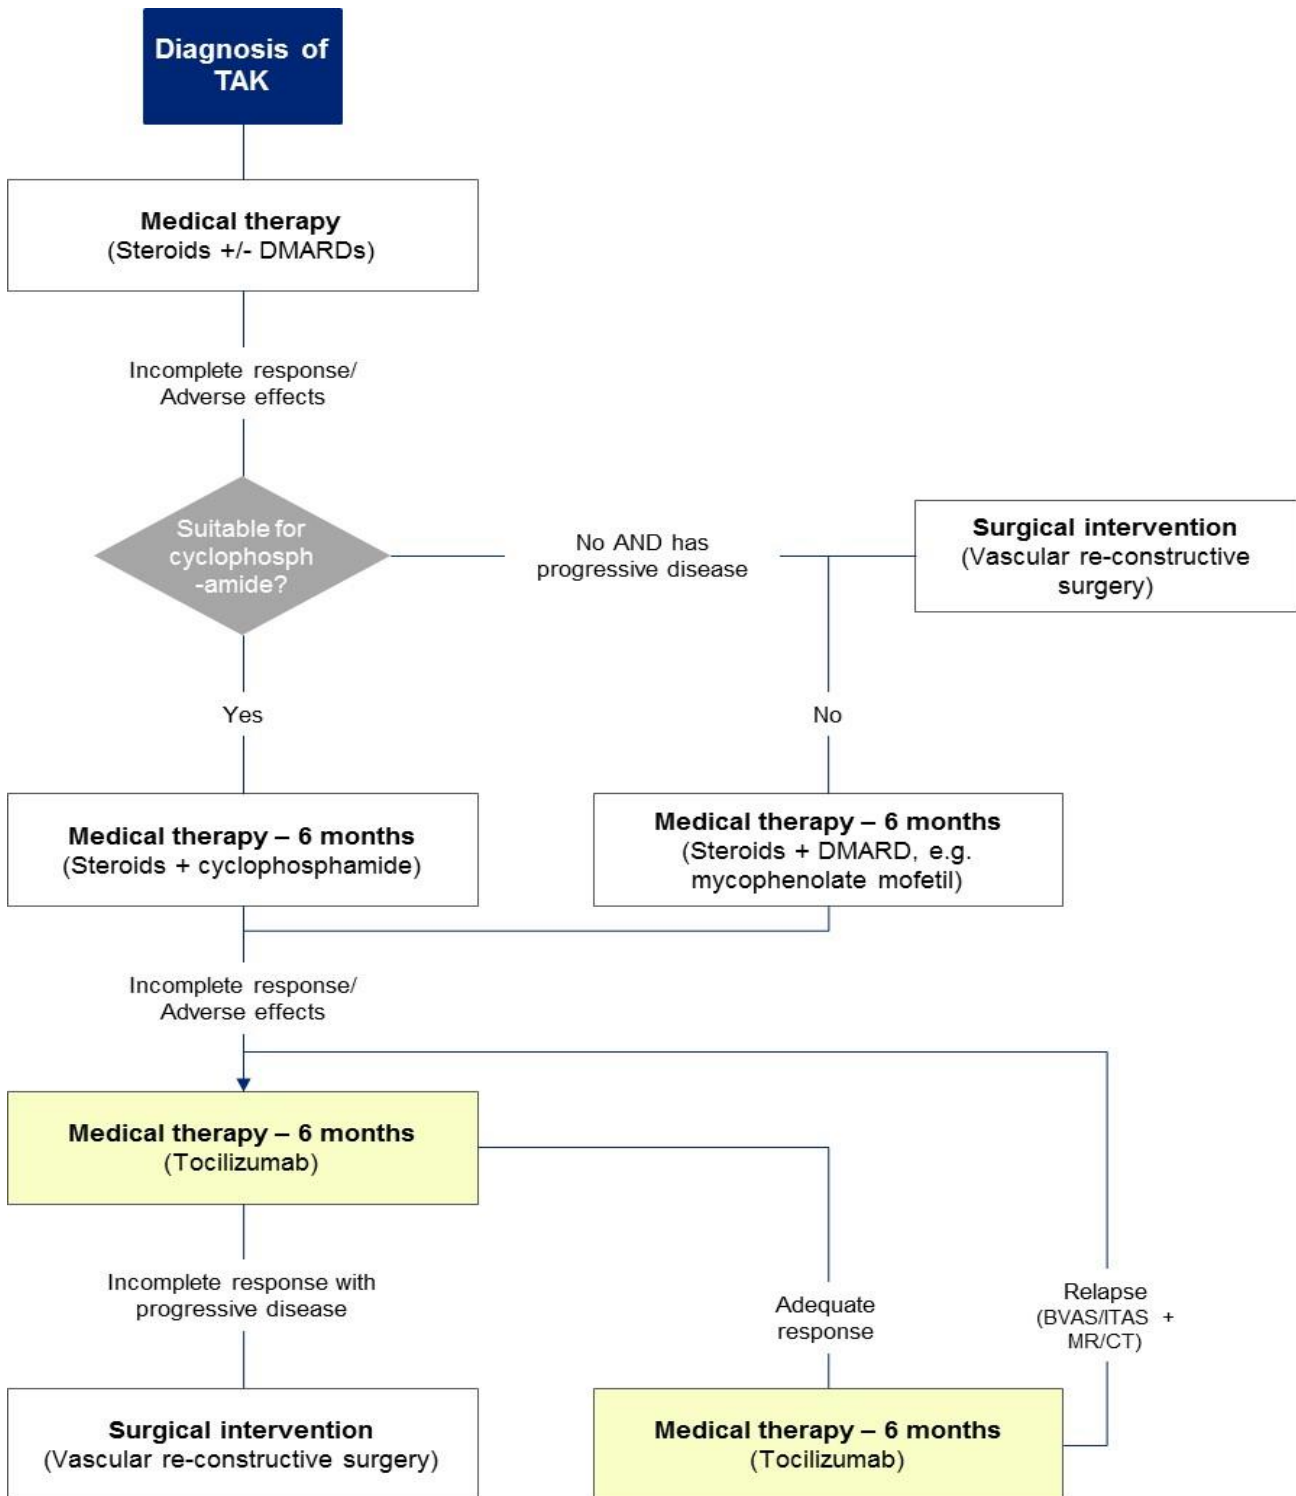 Diagnosis of
TAK
Medical therapy
(Steroids +/- DMARDs)
Incomplete response/
Adverse effects
Suitable for
cyclophosph
-amide?
No AND has
progressive disease
Surgical intervention
(Vascular re-constructive
surgery)
Yes
No
Medical therapy – 6 months
(Steroids + cyclophosphamide)
Medical therapy – 6 months
(Steroids + DMARD, e.g.
mycophenolate mofetil)
Incomplete response/
Adverse effects
Medical therapy – 6 months
(Tocilizumab)
Incomplete response with
progressive disease
Adequate
response
Relapse
(BVAS/ITAS +
MR/CT)
Surgical intervention
(Vascular re-constructive surgery)
Medical therapy – 6 months
(Tocilizumab)